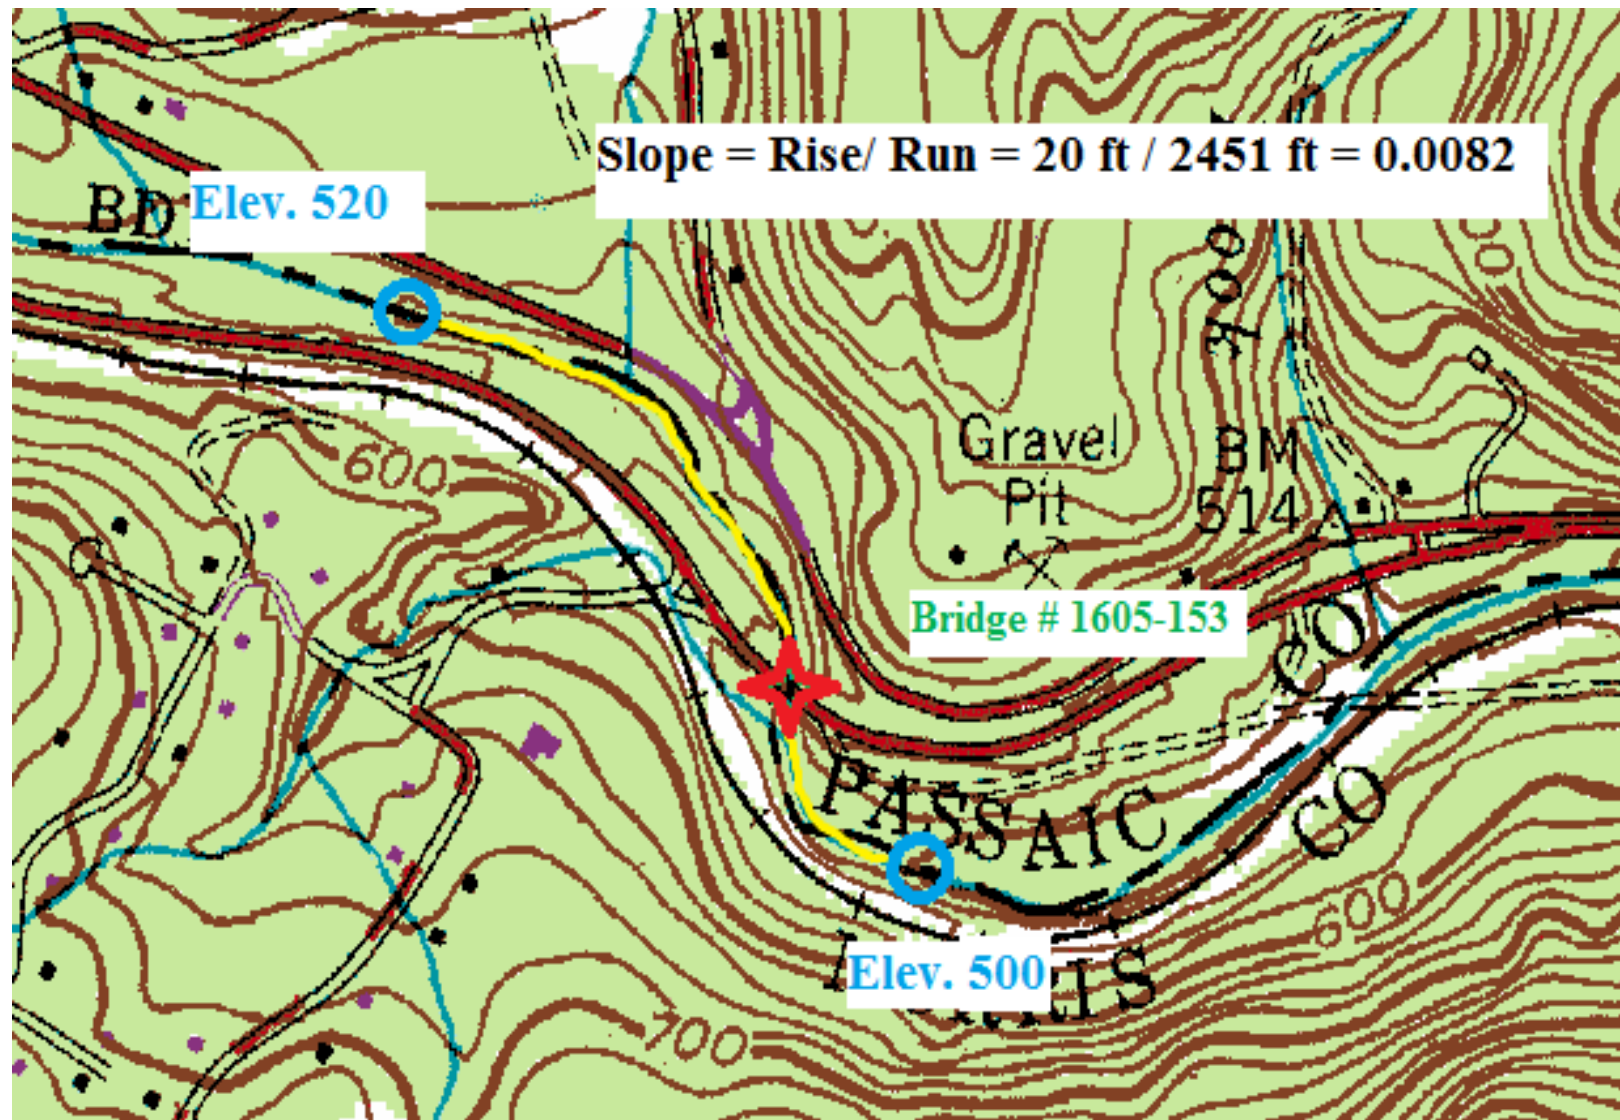 Slope = Rise/ Run = 20 ft / 2451 ft = 0.0082
BD
Elev. 520
Gravel
Pit
BM
514
600
Bridge # 1605-153
CO
PASSAIC
CO
600
Elev. 500
700